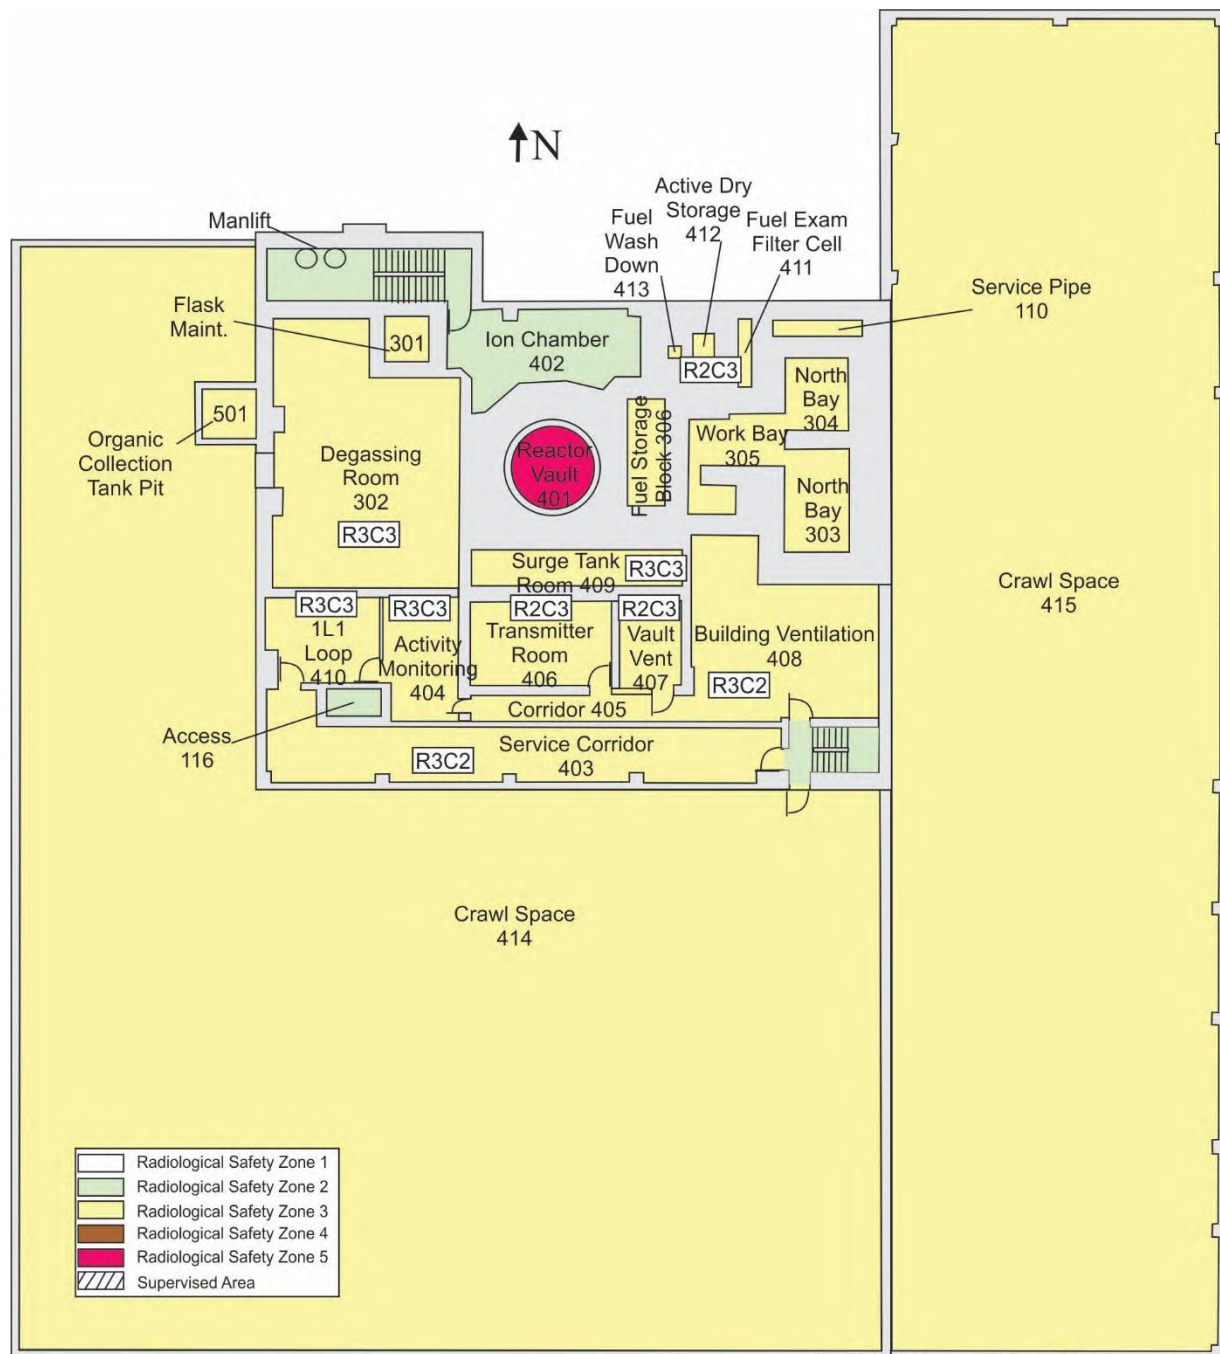 N
Manlift
Active Dry
Storage
412
Fuel
Wash
Down
413
Fuel Exam
Filter Cell
411
Service Pipe
110
Flask
Maint.
301
Ion Chamber
402
R2C3
North
Bay
304
501
Organic
Collection
Tank Pit
Degassing
Room
302
R3C3
Reactor
Vault
401
Fuel Storage
Block 306
Work Bay
305
North
Bay
303
Surge Tank
Room 409
R3C3
Crawl Space
415
R3C3
1L1
Loop
410
R3C3
Activity
Monitoring
404
R2C3
Transmitter
Room
406
R2C3
Vault
Vent
407
Building Ventilation
408
R3C2
Corridor 405
Access
116
R3C2
Service Corridor
403
Crawl Space
414
Radiological Safety Zone 1
Radiological Safety Zone 2
Radiological Safety Zone 3
Radiological Safety Zone 4
Radiological Safety Zone 5
Supervised Area